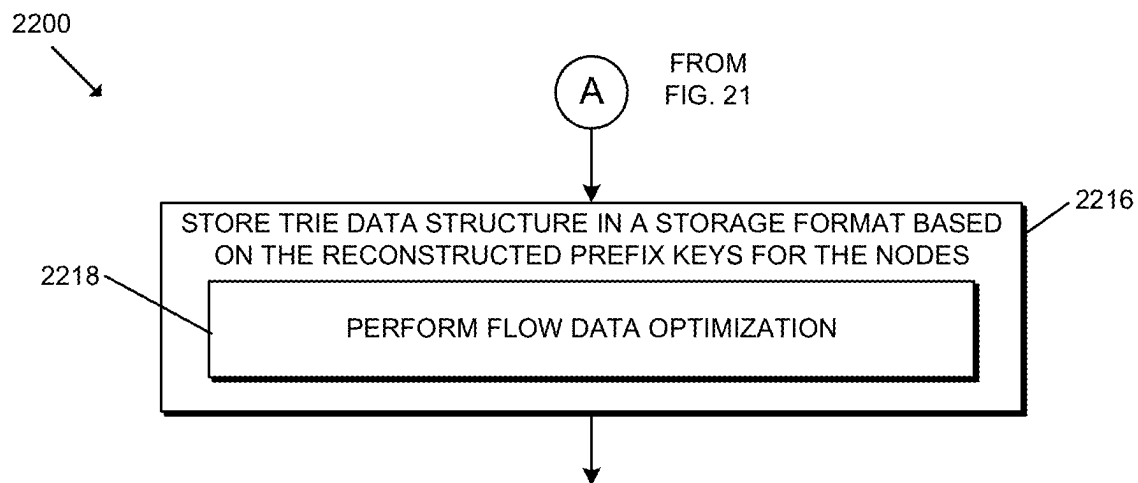 2200
A
FROM
FIG. 21
2216
STORE TRIE DATA STRUCTURE IN A STORAGE FORMAT BASED
ON THE RECONSTRUCTED PREFIX KEYS FOR THE NODES
2218
PERFORM FLOW DATA OPTIMIZATION